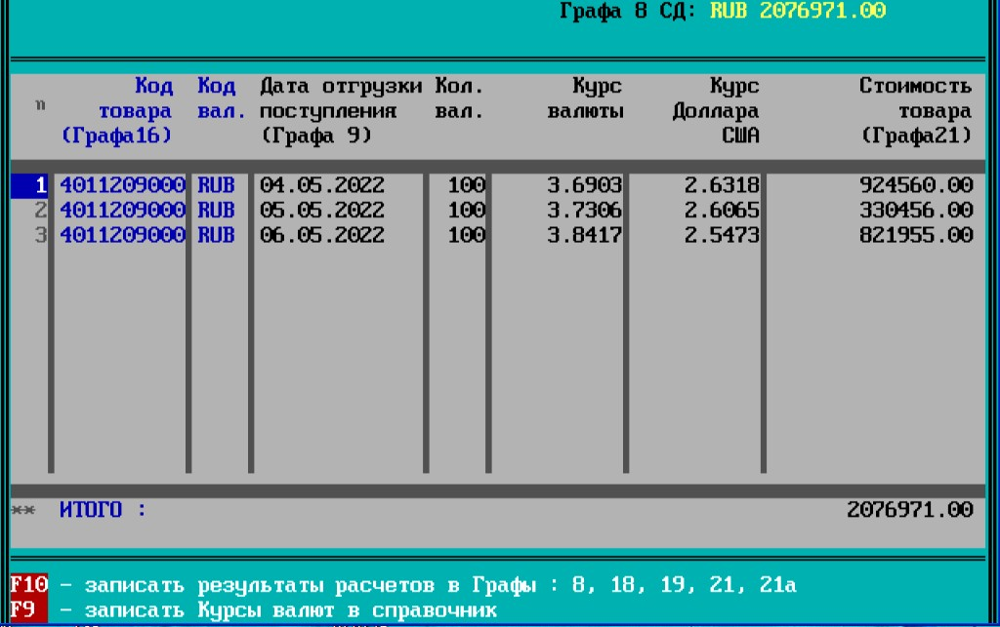 Графа 8 СД: RUB 2076971.00
Код Код Дата отгрузки Кол. Курс Курс Стоимость
n товара вал. поступления вал. валюты Доллара товара
(Графа16) (Графа 9) США (Графа21)
1 4011209000 RUB 04.05.2022 100 3.6903 2.6318 924560.00
2 4011209000 RUB 05.05.2022 100 3.7306 2.6065 330456.00
3 4011209000 RUB 06.05.2022 100 3.8417 2.5473 821955.00
** ИТОГО : 2076971.00
F10 - записать результаты расчетов в Графы : 8, 18, 19, 21, 21а
F9 - записать Курсы валют в справочник